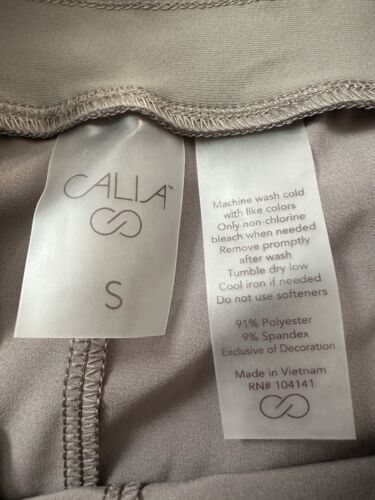 CALIA™
S
Machine wash cold
with like colors
Only non-chlorine
bleach when needed
Remove promptly
after wash
Tumble dry low
Cool iron if needed
Do not use softeners
91% Polyester
9% Spandex
Exclusive of Decoration
Made in Vietnam
RN# 104141